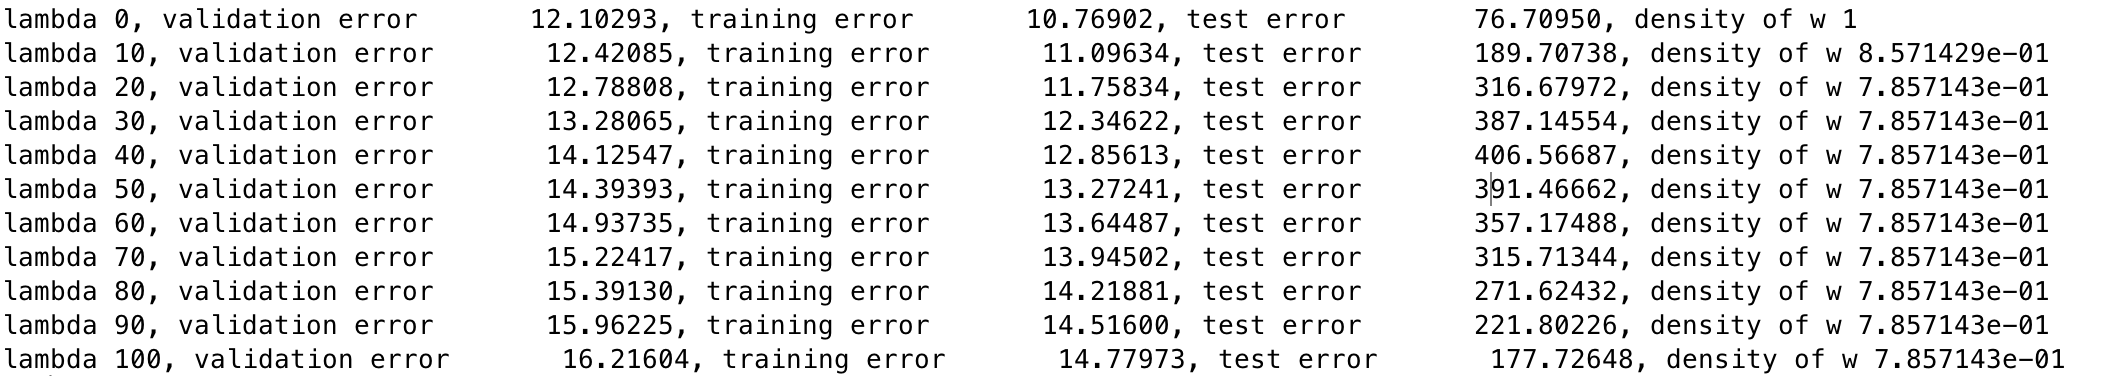 lambda 0, validation error 12.10293, training error 10.76902, test error 76.70950, density of w 1
lambda 10, validation error 12.42085, training error 11.09634, test error 189.70738, density of w 8.571429e-01
lambda 20, validation error 12.78808, training error 11.75834, test error 316.67972, density of w 7.857143e-01
lambda 30, validation error 13.28065, training error 12.34622, test error 387.14554, density of w 7.857143e-01
lambda 40, validation error 14.12547, training error 12.85613, test error 406.56687, density of w 7.857143e-01
lambda 50, validation error 14.39393, training error 13.27241, test error 391.46662, density of w 7.857143e-01
lambda 60, validation error 14.93735, training error 13.64487, test error 357.17488, density of w 7.857143e-01
lambda 70, validation error 15.22417, training error 13.94502, test error 315.71344, density of w 7.857143e-01
lambda 80, validation error 15.39130, training error 14.21881, test error 271.62432, density of w 7.857143e-01
lambda 90, validation error 15.96225, training error 14.51600, test error 221.80226, density of w 7.857143e-01
lambda 100, validation error 16.21604, training error 14.77973, test error 177.72648, density of w 7.857143e-01